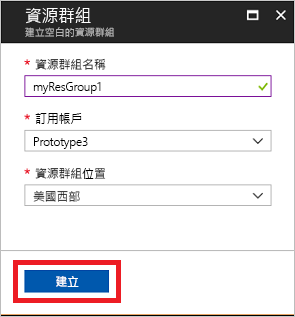 資源群組
建立空白的資源群組
* 資源群組名稱
myResGroup1
* 訂用帳戶
Prototype3
* 資源群組位置
美國西部
建立